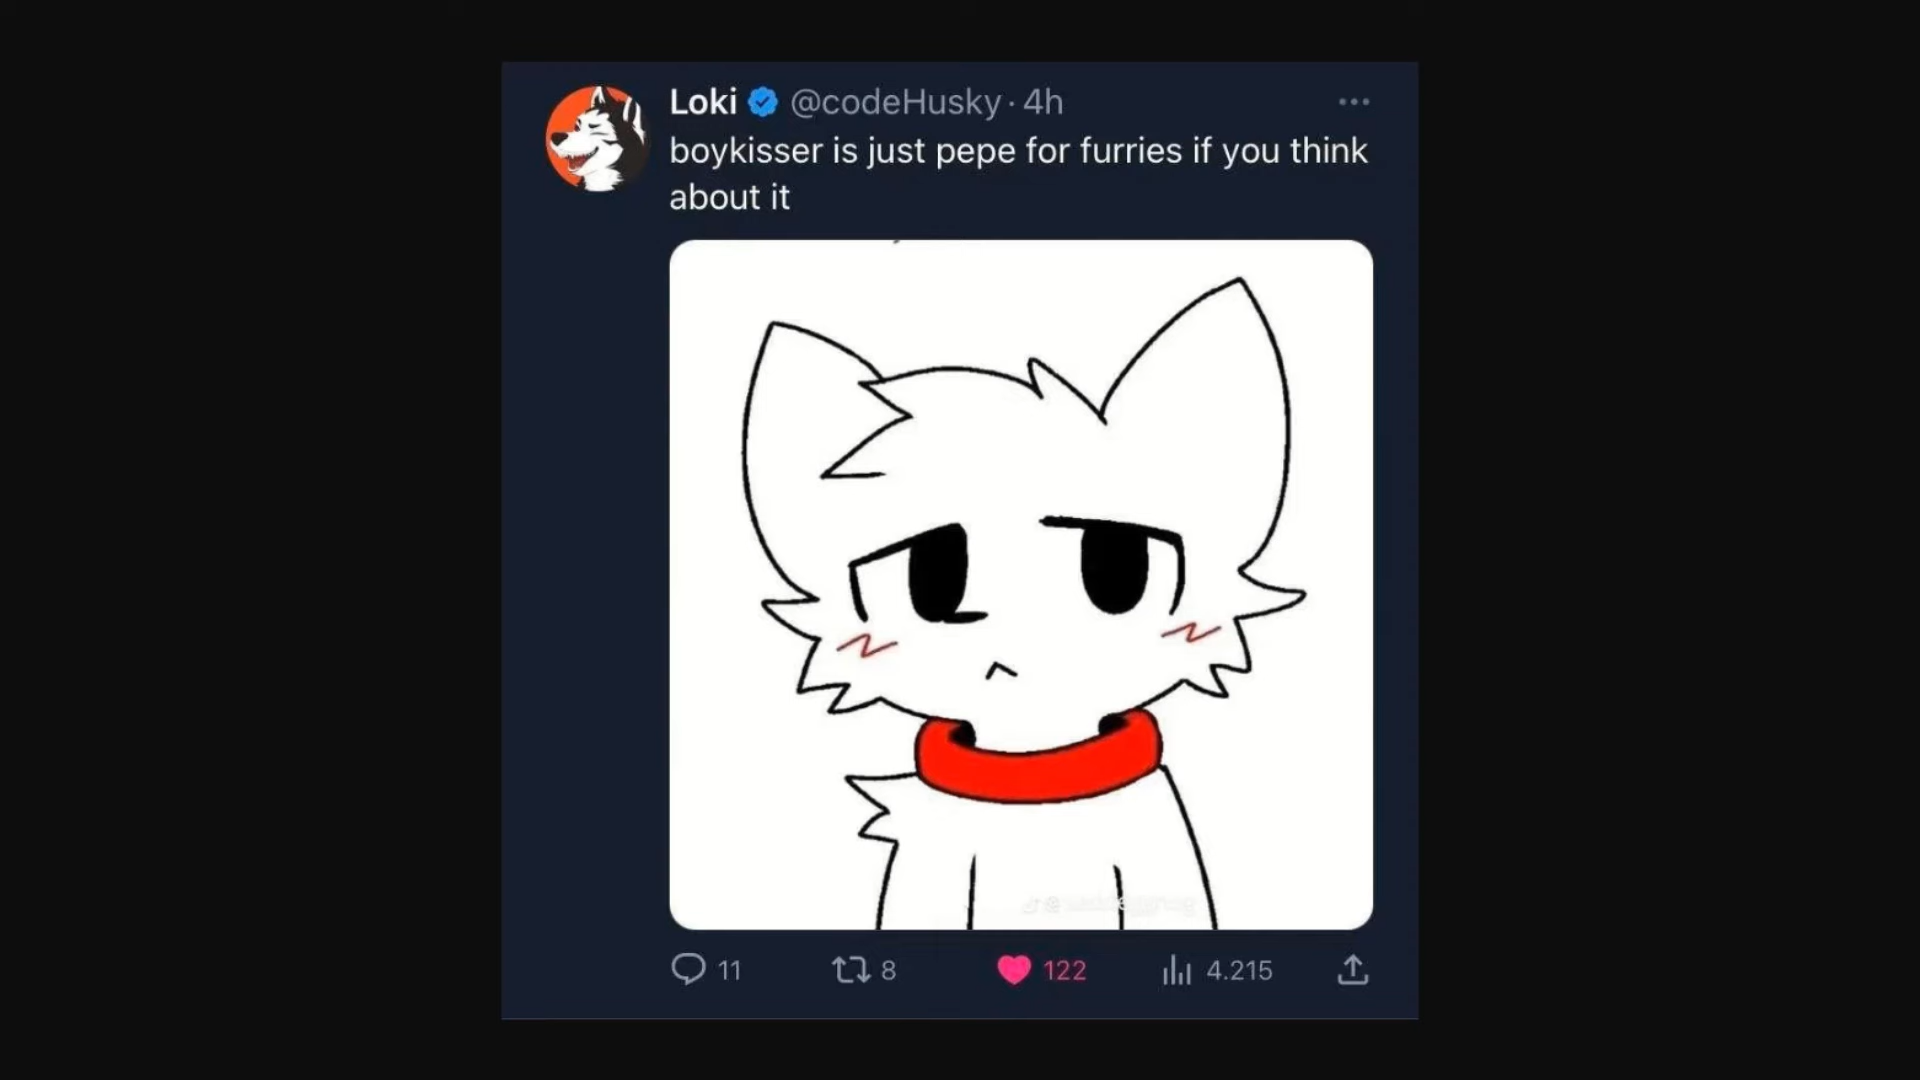 Loki @codeHusky · 4h
boykisser is just pepe for furries if you think
about it
11 8 122 4.215